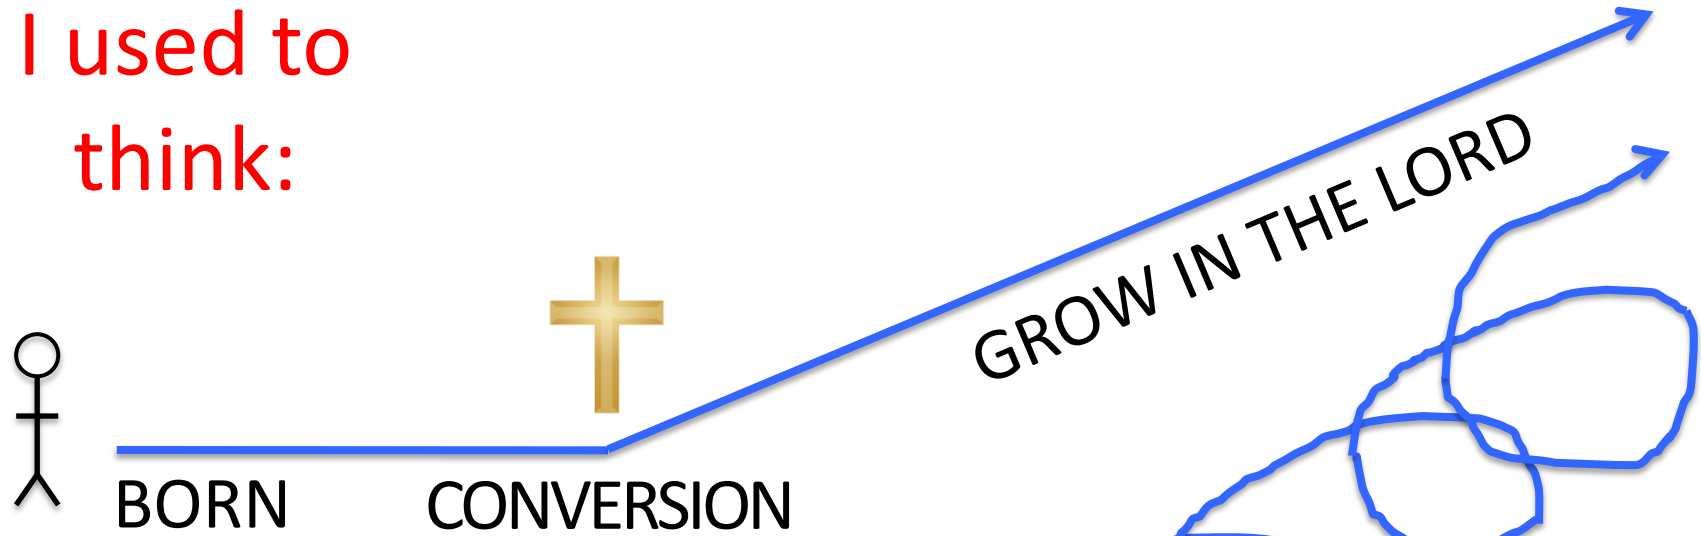 I used to
think:
GROW IN THE LORD
BORN
CONVERSION